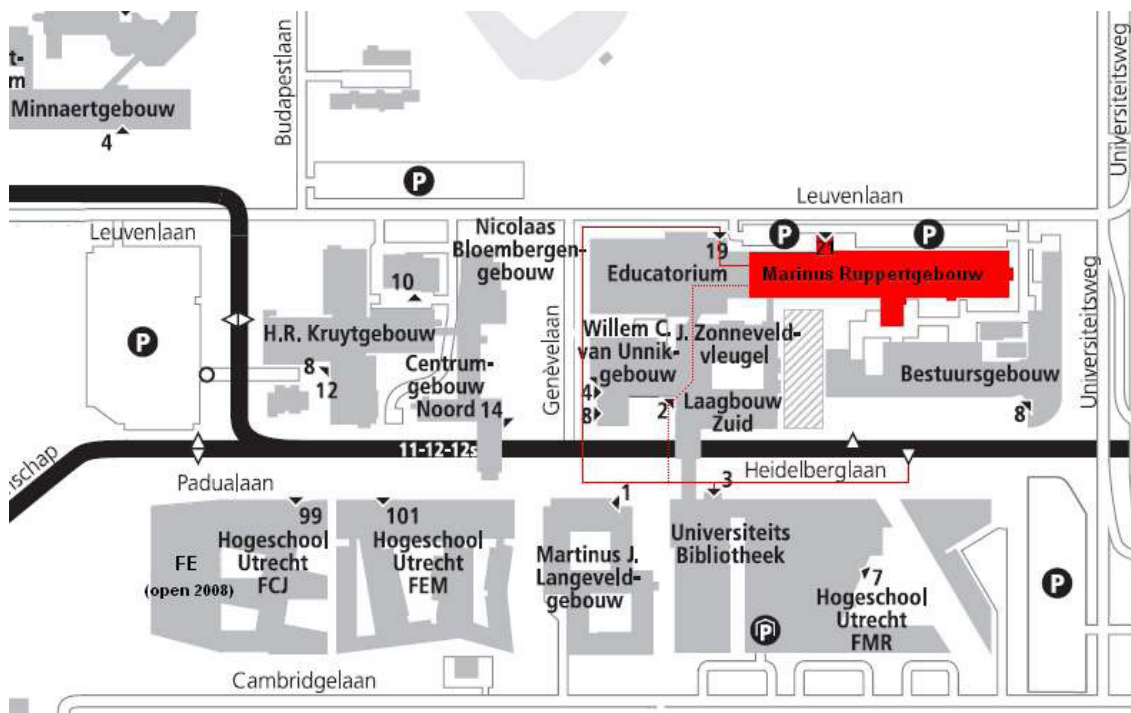 t-
m
Minnaertgebouw
4
Budapestlaan
P
Universiteitsweg
Leuvenlaan
Leuvenlaan
Nicolaas
Bloembergen-
gebouw
10
19
P
21
P
Educatorium
Marinus Ruppertgebouw
P
H.R. Kruytgebouw
8
12
Centrum-
gebouw
Noord 14
Genèvelaan
Willem C.
van Unnik-
gebouw
4
8
2
J. Zonneveld-
vleugel
Laagbouw
Zuid
Bestuursgebouw
8
Universiteitsweg
nschap
11-12-12s
Padualaan
Heidelberglaan
99
101
1
3
FE
(open 2008)
Hogeschool
Utrecht
FCJ
Hogeschool
Utrecht
FEM
Martinus J.
Langeveld-
gebouw
Universiteits
Bibliotheek
7
Hogeschool
Utrecht
FMR
P
P
Cambridgelaan